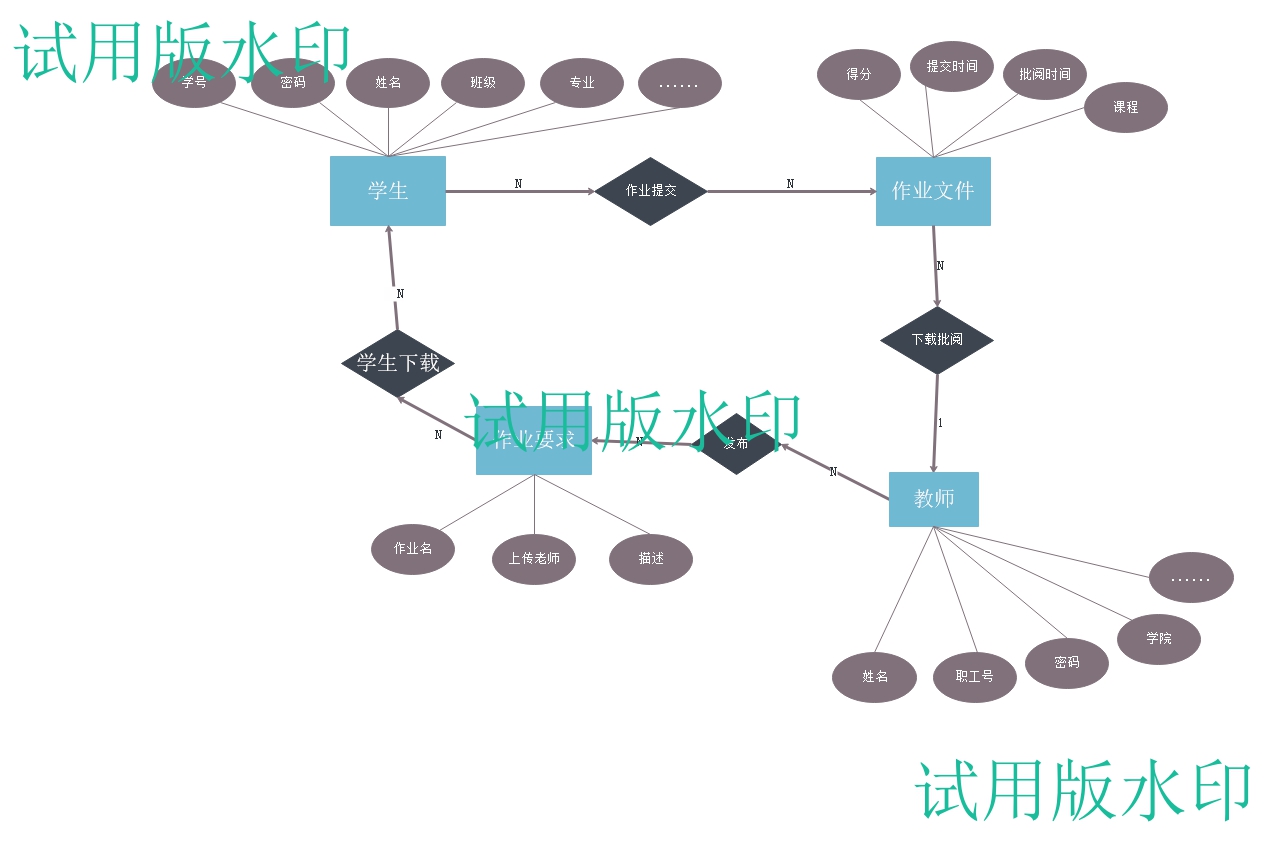 试用版水印
学号
密码
姓名
班级
专业
......
得分
提交时间
批阅时间
课程
学生
N
作业提交
N
作业文件
N
N
下载批阅
学生下载
试用版水印
N
作业要求
N
发布
1
N
教师
作业名
上传老师
描述
......
学院
姓名
职工号
密码
试用版水印